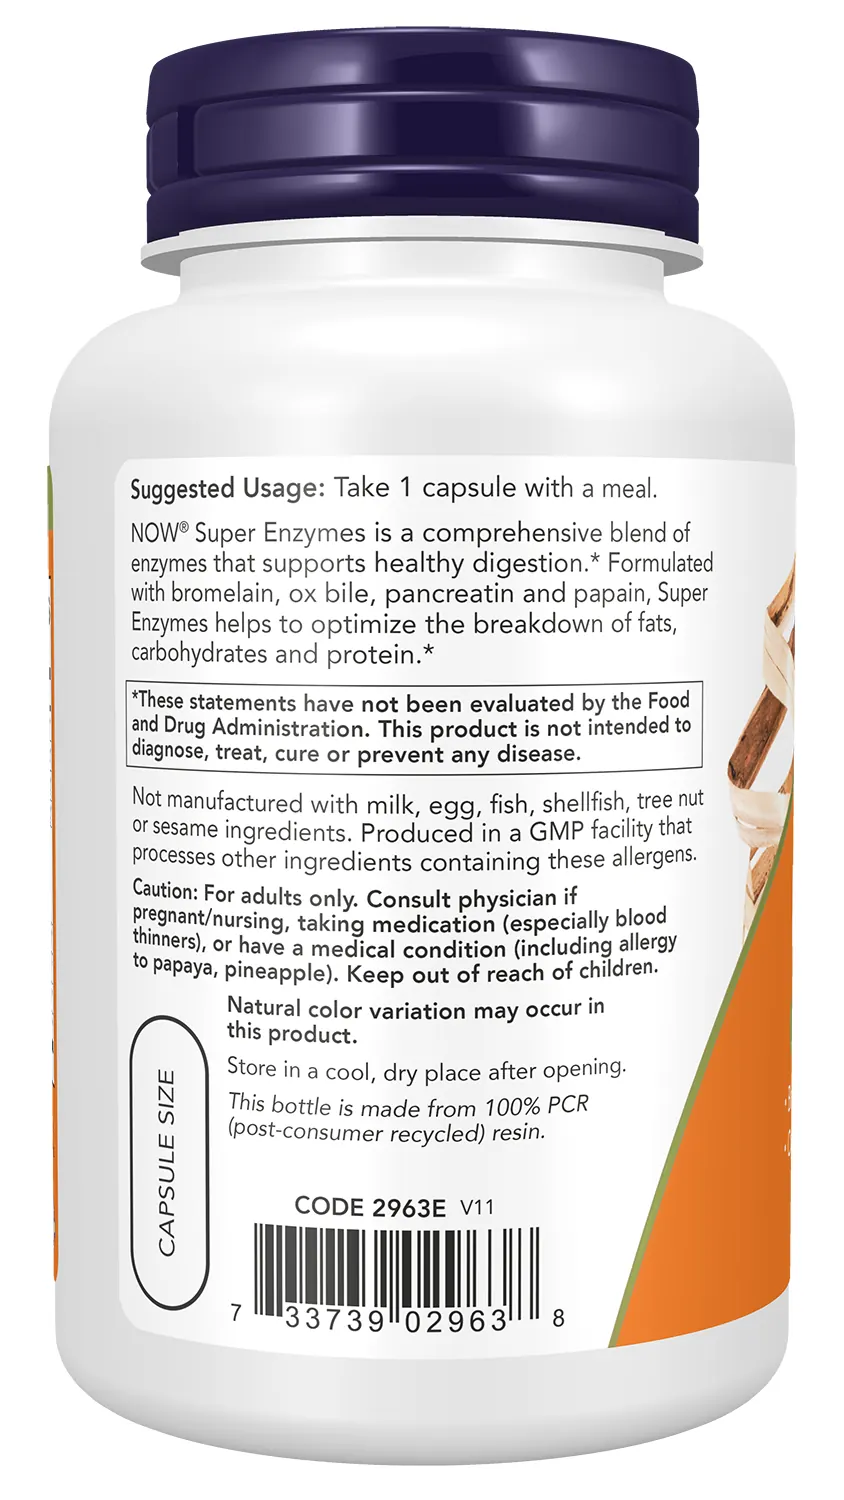 Suggested Usage: Take 1 capsule with a meal.
NOW® Super Enzymes is a comprehensive blend of
enzymes that supports healthy digestion.* Formulated
with bromelain, ox bile, pancreatin and papain, Super
Enzymes helps to optimize the breakdown of fats,
carbohydrates and protein.*
*These statements have not been evaluated by the Food
and Drug Administration. This product is not intended to
diagnose, treat, cure or prevent any disease.
Not manufactured with milk, egg, fish, shellfish, tree nut
or sesame ingredients. Produced in a GMP facility that
processes other ingredients containing these allergens.
Caution: For adults only. Consult physician if
pregnant/nursing, taking medication (especially blood
thinners), or have a medical condition (including allergy
to papaya, pineapple). Keep out of reach of children.
Natural color variation may occur in
this product.
Store in a cool, dry place after opening.
This bottle is made from 100% PCR
(post-consumer recycled) resin.
CAPSULE SIZE
CODE 2963E V11
7 33739 02963 8